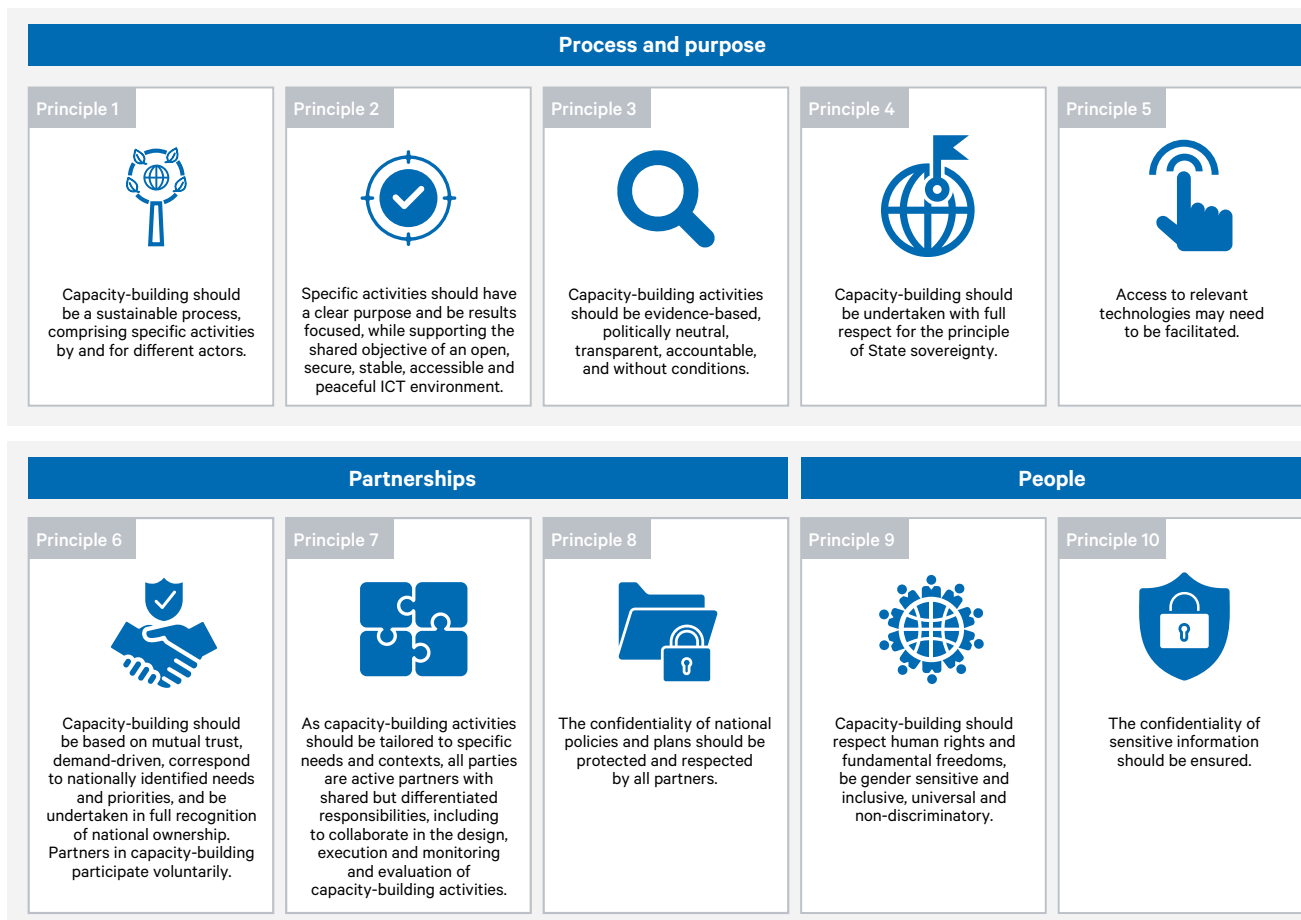 Process and purpose
Principle 1
Capacity-building should
be a sustainable process,
comprising specific activities
by and for different actors.
Principle 2
Specific activities should have
a clear purpose and be results
focused, while supporting the
shared objective of an open,
secure, stable, accessible and
peaceful ICT environment.
Principle 3
Capacity-building activities
should be evidence-based,
politically neutral,
transparent, accountable,
and without conditions.
Principle 4
Capacity-building should
be undertaken with full
respect for the principle
of State sovereignty.
Principle 5
Access to relevant
technologies may need
to be facilitated.
Partnerships
Principle 6
Capacity-building should
be based on mutual trust,
demand-driven, correspond
to nationally identified needs
and priorities, and be
undertaken in full recognition
of national ownership.
Partners in capacity-building
participate voluntarily.
Principle 7
As capacity-building activities
should be tailored to specific
needs and contexts, all parties
are active partners with
shared but differentiated
responsibilities, including
to collaborate in the design,
execution and monitoring
and evaluation of
capacity-building activities.
Principle 8
The confidentiality of national
policies and plans should be
protected and respected
by all partners.
People
Principle 9
Capacity-building should
respect human rights and
fundamental freedoms,
be gender sensitive and
inclusive, universal and
non-discriminatory.
Principle 10
The confidentiality of
sensitive information
should be ensured.